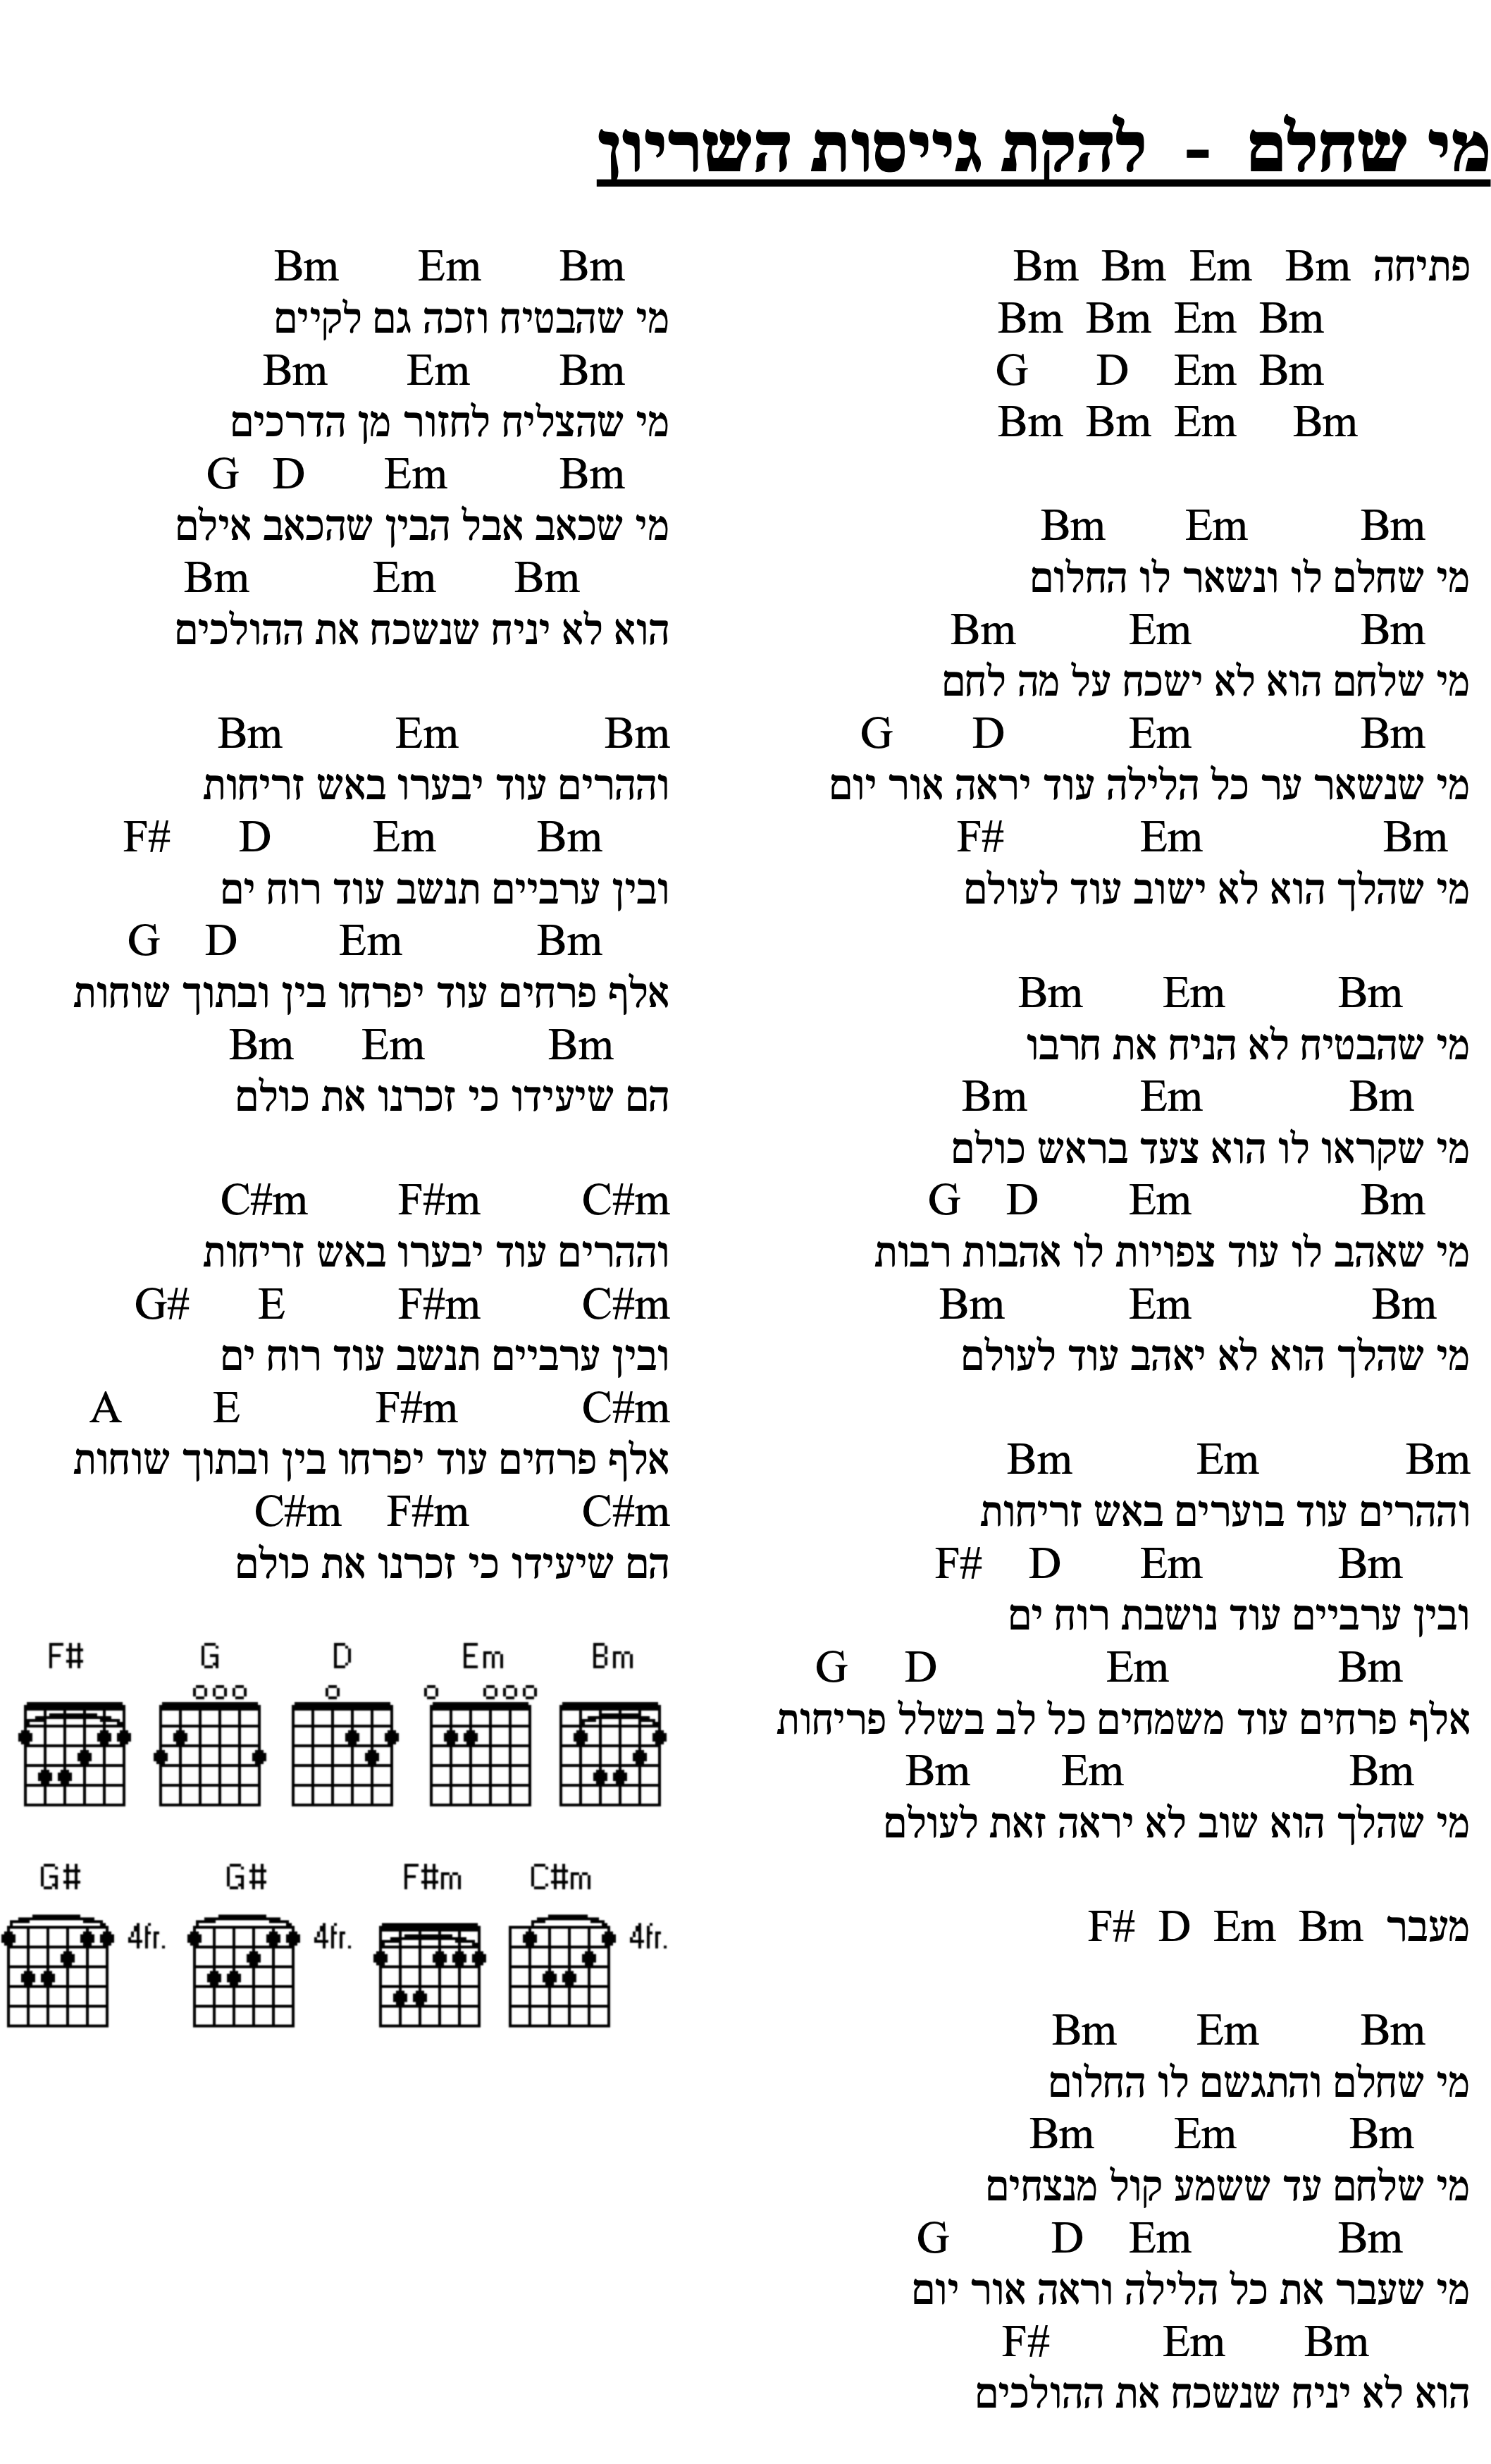 מי שחלם - להקת גייסות השריון
פתיחה Bm Em Bm Bm
Bm Em Bm Bm
Bm Em D G
Bm Em Bm Bm
Bm Em Bm
מי שחלם לו ונשאר לו החלום
Bm Em Bm
מי שלחם הוא לא ישכח על מה לחם
Bm Em D G
מי שנשאר ער כל הלילה עוד יראה אור יום
Bm Em F#
מי שהלך הוא לא ישוב עוד לעולם
Bm Em Bm
מי שהבטיח לא הניח את חרבו
Bm Em Bm
מי שקראו לו הוא צעד בראש כולם
Bm Em D G
מי שאהב לו עוד צפויות לו אהבות רבות
Bm Em Bm
מי שהלך הוא לא יאהב עוד לעולם
Bm Em Bm
וההרים עוד בוערים באש זריחות
Bm Em D F#
ובין ערביים עוד נושבת רוח ים
Bm Em D G
אלף פרחים עוד משמחים כל לב בשלל פריחות
Bm Em Bm
מי שהלך הוא שוב לא יראה זאת לעולם
מעבר Bm Em D F#
Bm Em Bm
מי שחלם והתגשם לו החלום
Bm Em Bm
מי שלחם עד ששמע קול מנצחים
Bm Em D G
מי שעבר את כל הלילה וראה אור יום
Bm Em F#
הוא לא יניח שנשכח את ההולכים
Bm Em Bm
מי שהבטיח וזכה גם לקיים
Bm Em Bm
מי שהצליח לחזור מן הדרכים
Bm Em D G
מי שכאב אבל הבין שהכאב אילם
Bm Em Bm
הוא לא יניח שנשכח את ההולכים
Bm Em Bm
וההרים עוד יבערו באש זריחות
Bm Em D F#
ובין ערביים תנשב עוד רוח ים
Bm Em D G
אלף פרחים עוד יפרחו בין ובתוך שוחות
Bm Em Bm
הם שיעידו כי זכרנו את כולם
C#m F#m C#m
וההרים עוד יבערו באש זריחות
C#m F#m E G#
ובין ערביים תנשב עוד רוח ים
C#m F#m E A
אלף פרחים עוד יפרחו בין ובתוך שוחות
C#m F#m C#m
הם שיעידו כי זכרנו את כולם
Bm Em D G F#
C#m F#m G# G#
4fr. 4fr. 4fr.